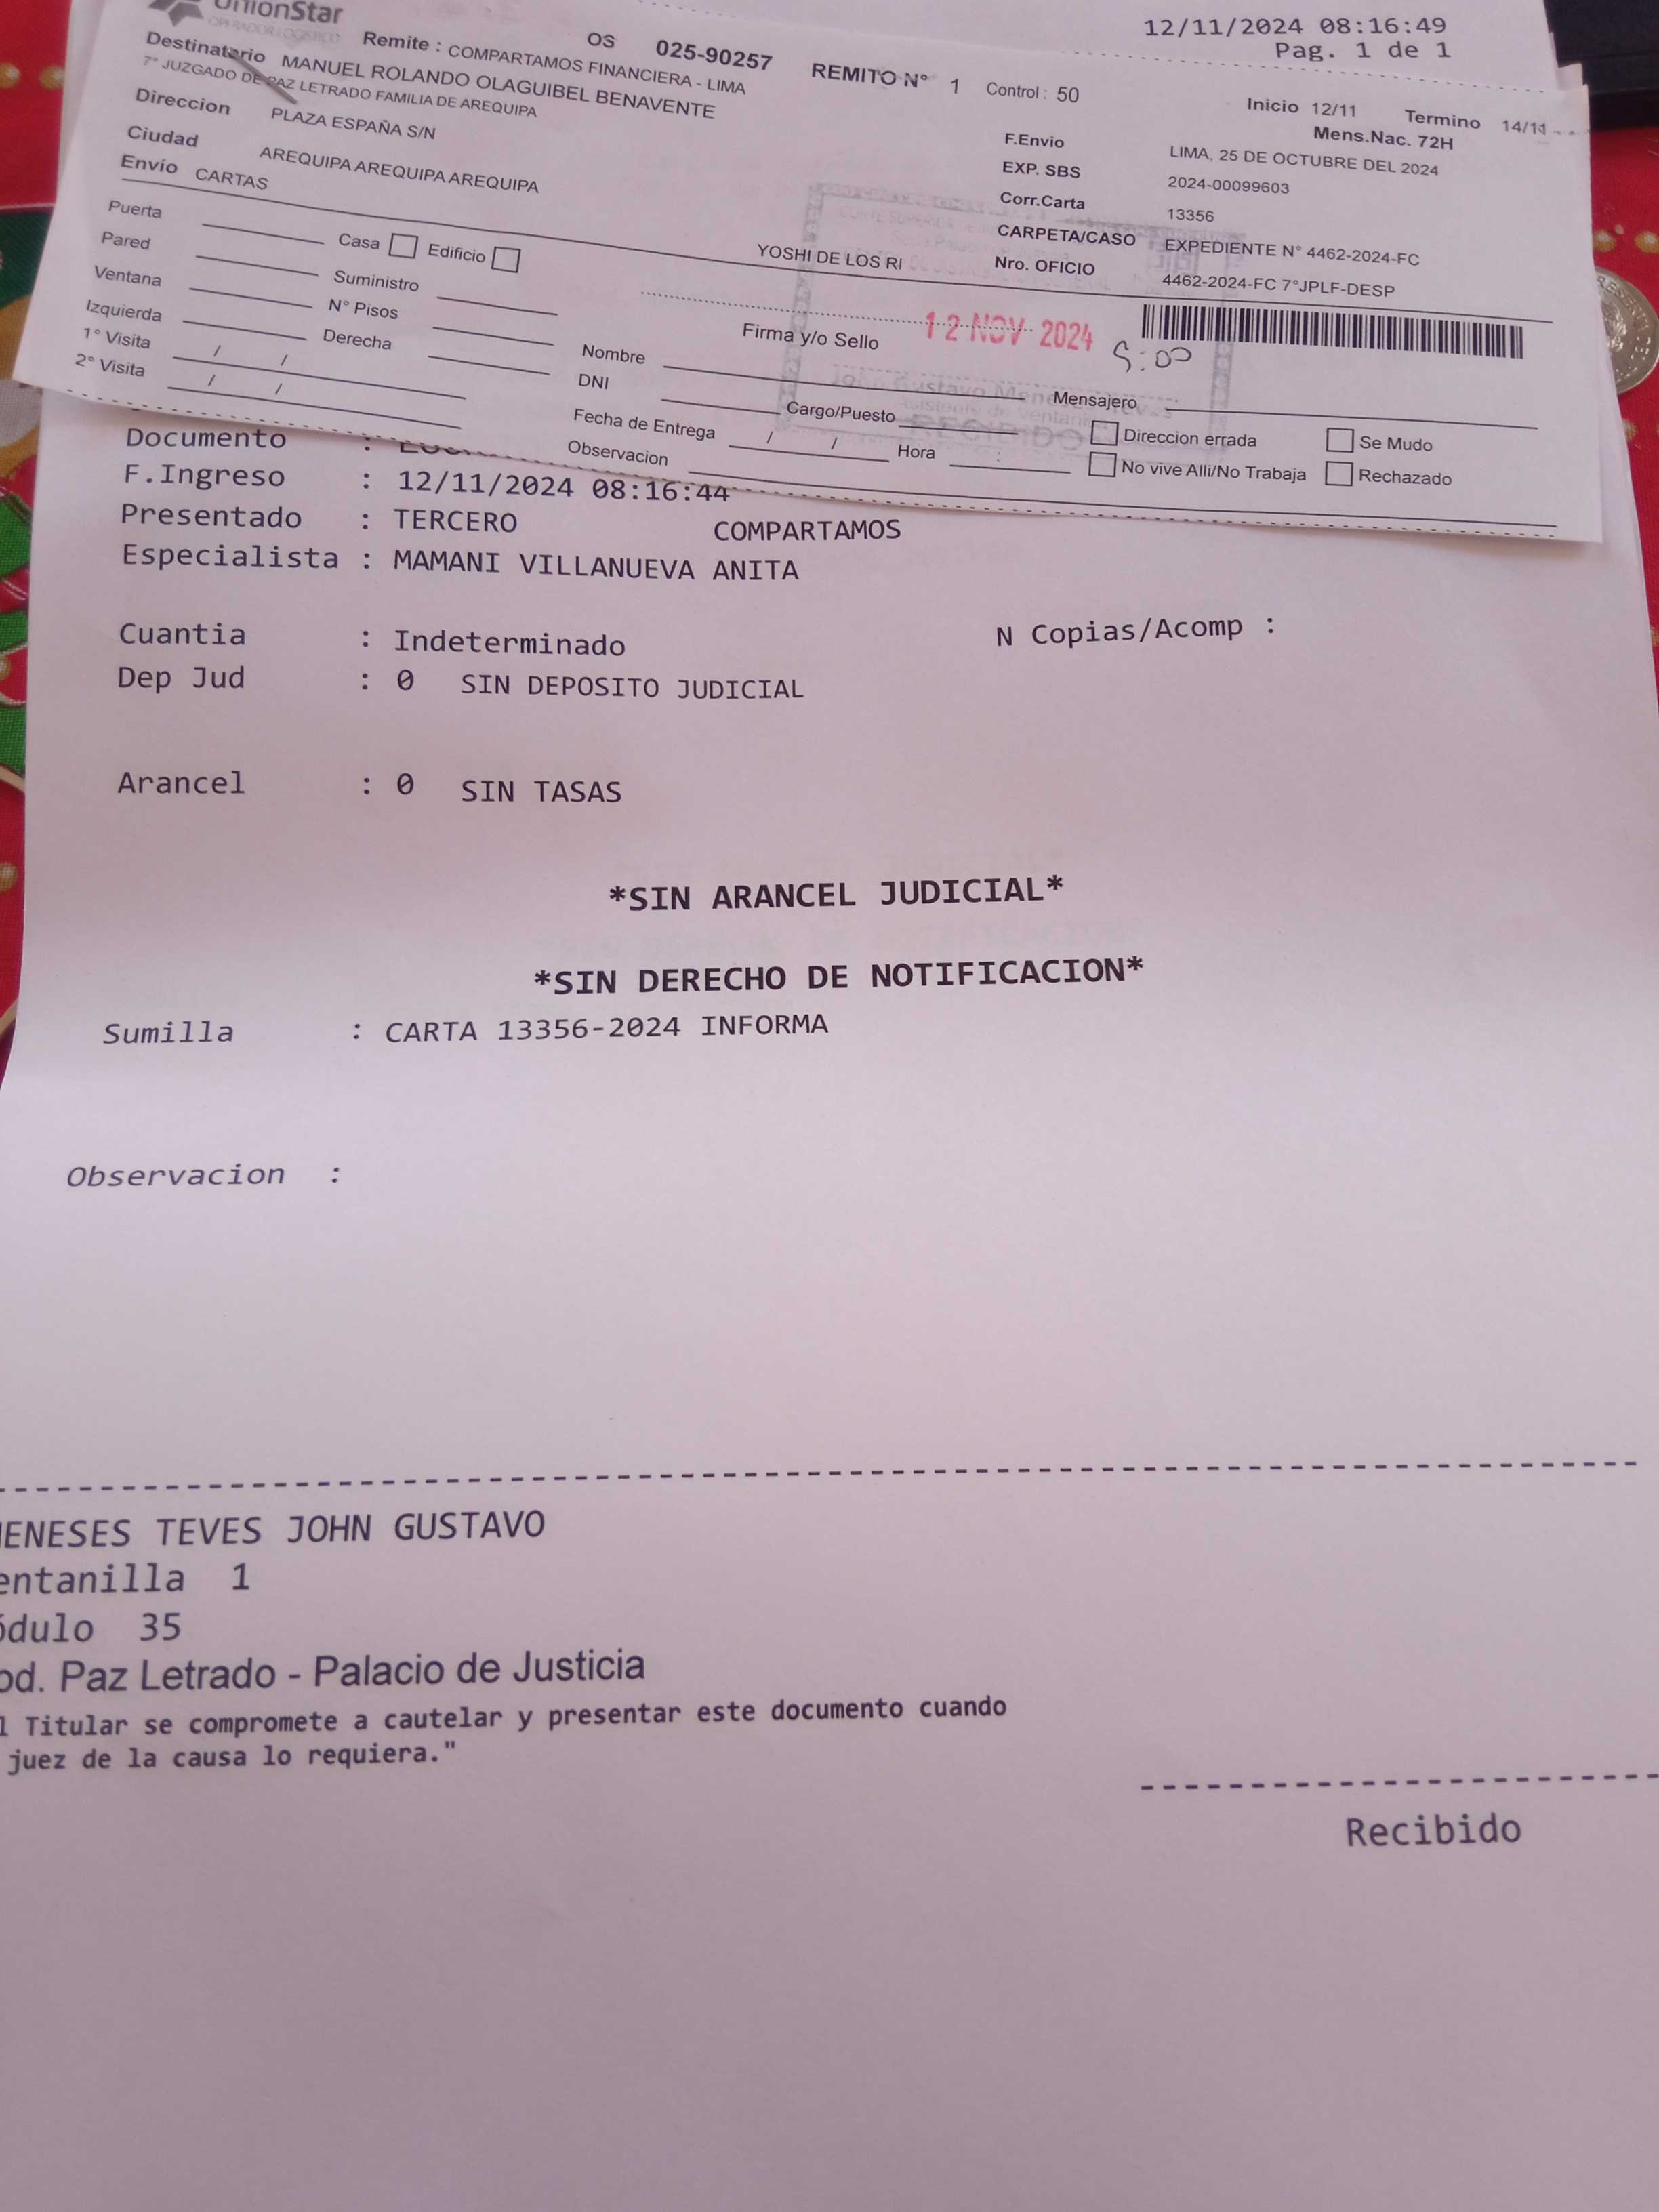 UnionStar
OPERADOR LOGISTICO
Remite : COMPARTAMOS FINANCIERA - LIMA
OS 025-90257
REMITO N° 1 Control : 50
12/11/2024 08:16:49
Pag. 1 de 1
Inicio 12/11 Termino 14/11
Mens.Nac. 72H
Destinatario MANUEL ROLANDO OLAGUIBEL BENAVENTE
7° JUZGADO DE PAZ LETRADO FAMILIA DE AREQUIPA
Direccion PLAZA ESPAÑA S/N
Ciudad AREQUIPA AREQUIPA AREQUIPA
Envio CARTAS
F.Envio LIMA, 25 DE OCTUBRE DEL 2024
EXP. SBS 2024-00099603
Corr.Carta 13356
CARPETA/CASO EXPEDIENTE N° 4462-2024-FC
Nro. OFICIO 4462-2024-FC 7°JPLF-DESP
Puerta
Pared
Ventana
Izquierda
1° Visita / /
2° Visita / /
Casa Edificio
Suministro
N° Pisos
Derecha
YOSHI DE LOS RI
Firma y/o Sello
12 NOV 2024
9:00
Nombre
DNI
Cargo/Puesto
Fecha de Entrega / /
Hora :
Observacion
Mensajero
Direccion errada
Se Mudo
No vive Alli/No Trabaja
Rechazado
RECIBIDO
Documento :
F.Ingreso : 12/11/2024 08:16:44
Presentado : TERCERO COMPARTAMOS
Especialista : MAMANI VILLANUEVA ANITA
Cuantia : Indeterminado N Copias/Acomp :
Dep Jud : 0 SIN DEPOSITO JUDICIAL
Arancel : 0 SIN TASAS
*SIN ARANCEL JUDICIAL*
*SIN DERECHO DE NOTIFICACION*
Sumilla : CARTA 13356-2024 INFORMA
Observacion :
ENESES TEVES JOHN GUSTAVO
entanilla 1
ódulo 35
od. Paz Letrado - Palacio de Justicia
l Titular se compromete a cautelar y presentar este documento cuando
juez de la causa lo requiera."
Recibido